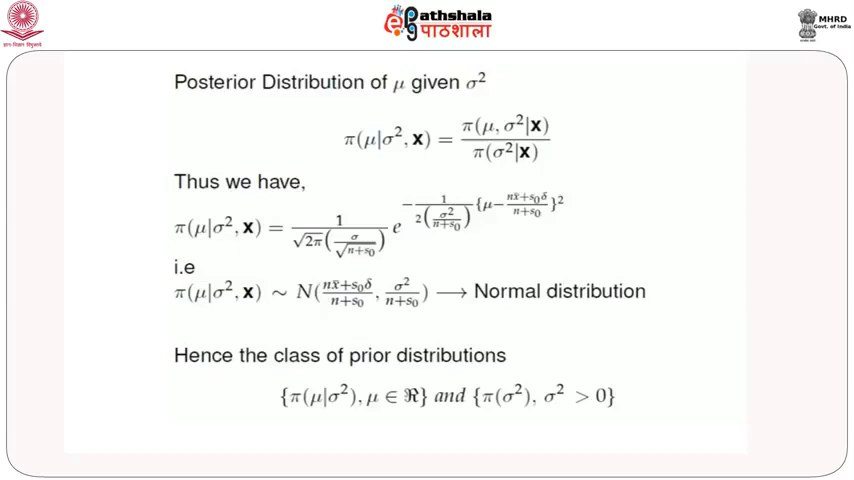 सा विद्या या विमुक्तये
ePathshala
पाठशाला
MHRD
Govt. of India
Posterior Distribution of μ given σ²
π(μ|σ², x) = π(μ, σ²|x) / π(σ²|x)
Thus we have,
π(μ|σ², x) = 1 / (√2π (σ/√n+s₀)) e^{-1/(2(σ²/(n+s₀))) {μ - (nx̄+s₀δ)/(n+s₀)}²}
i.e
π(μ|σ², x) ∼ N((nx̄+s₀δ)/(n+s₀), σ²/(n+s₀)) ⟶ Normal distribution
Hence the class of prior distributions
{π(μ|σ²), μ ∈ ℜ} and {π(σ²), σ² > 0}